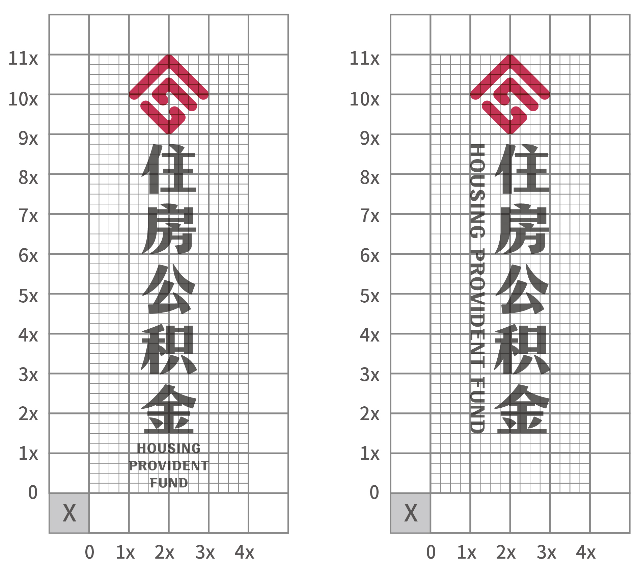 11x
10x
9x
8x
7x
6x
5x
4x
3x
2x
1x
0
X
0 1x 2x 3x 4x
住房公积金
HOUSING
PROVIDENT
FUND
11x
10x
9x
8x
7x
6x
5x
4x
3x
2x
1x
0
X
0 1x 2x 3x 4x
HOUSING PROVIDENT FUND
住房公积金